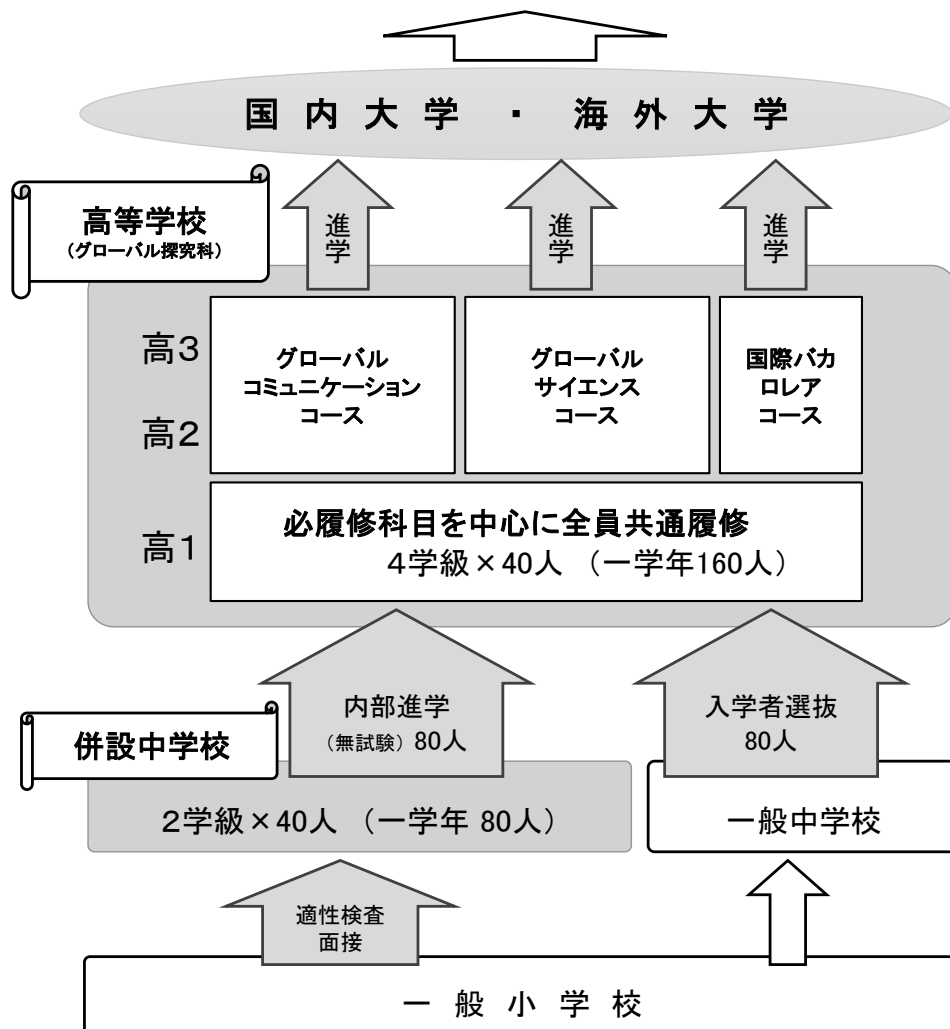 国内大学・海外大学
高等学校
（グローバル探究科）
進学
進学
進学
高３
高２
高１
グローバル
コミュニケーション
コース
グローバル
サイエンス
コース
国際バカ
ロレア
コース
必履修科目を中心に全員共通履修
４学級×40人 （一学年160人）
内部進学
（無試験） 80人
入学者選抜
80人
併設中学校
２学級×40人 （一学年 80人）
一般中学校
適性検査
面接
一般小学校